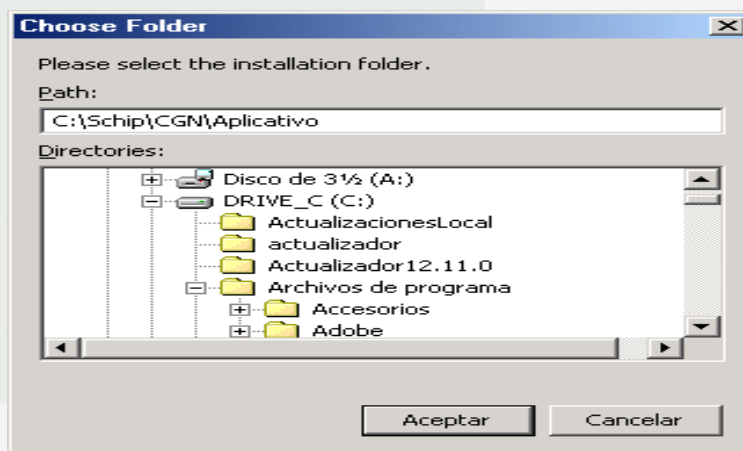 Choose Folder
Please select the installation folder.
Path:
C:\Schip\CGN\Aplicativo
Directories:
Disco de 3½ (A:)
DRIVE_C (C:)
ActualizacionesLocal
actualizador
Actualizador12.11.0
Archivos de programa
Accesorios
Adobe
Aceptar
Cancelar